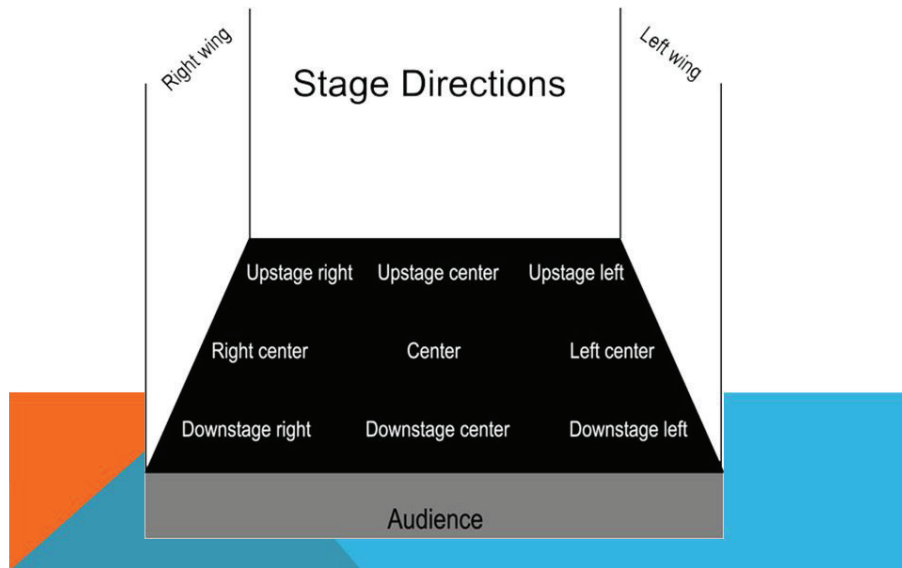 Right wing
Left wing
Stage Directions
Upstage right Upstage center Upstage left
Right center Center Left center
Downstage right Downstage center Downstage left
Audience